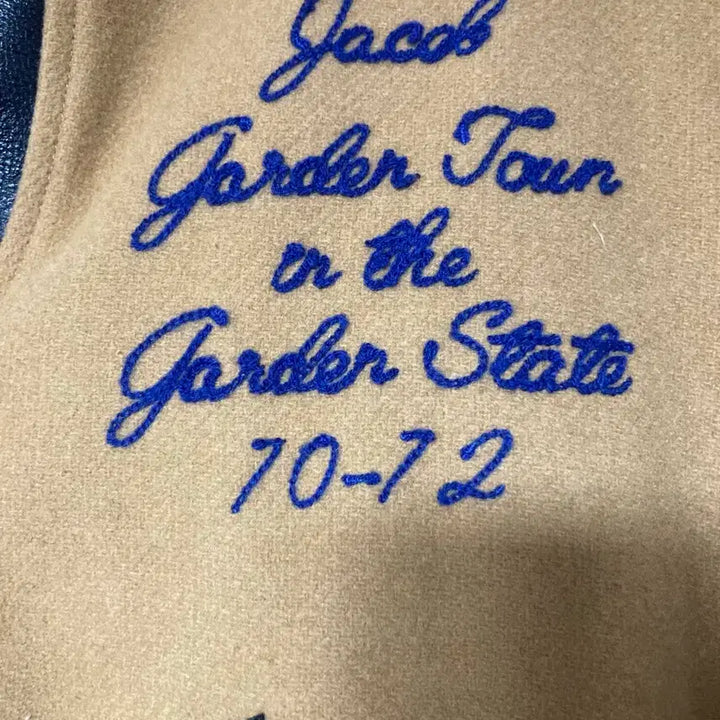 Jacob
Garden Town
in the
Garden State
70-72